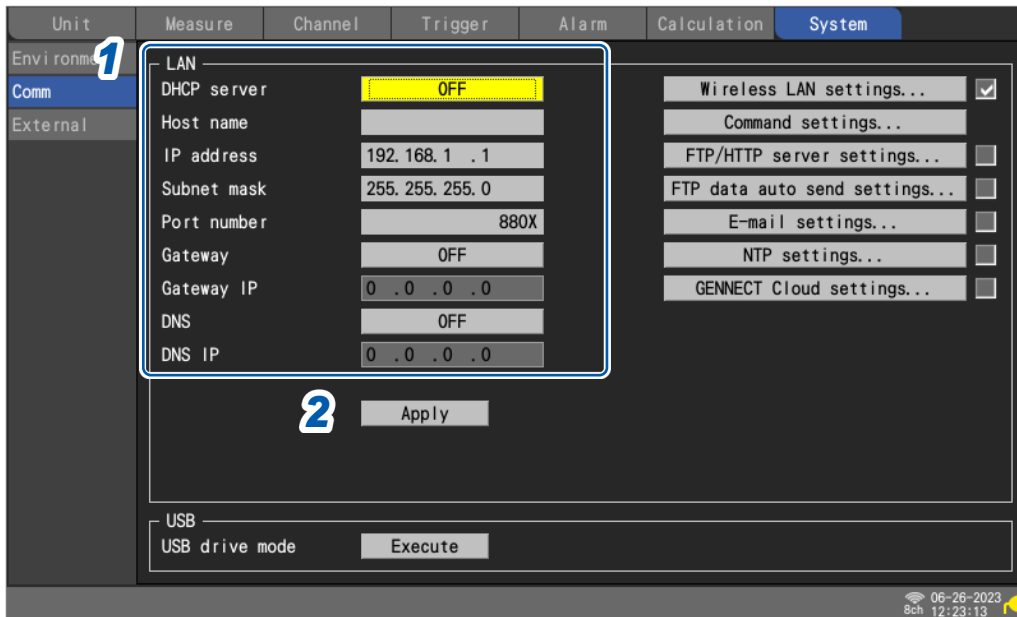 Unit Measure Channel Trigger Alarm Calculation System
1
Comm
External
LAN
DHCP server OFF Wireless LAN settings...
Host name Command settings...
IP address 192.168.1 .1 FTP/HTTP server settings...
Subnet mask 255.255.255.0 FTP data auto send settings...
Port number 880X E-mail settings...
Gateway OFF NTP settings...
Gateway IP 0 .0 .0 .0 GENNECT Cloud settings...
DNS OFF
DNS IP 0 .0 .0 .0
2 Apply
USB
USB drive mode Execute
06-26-2023
8ch 12:23:13